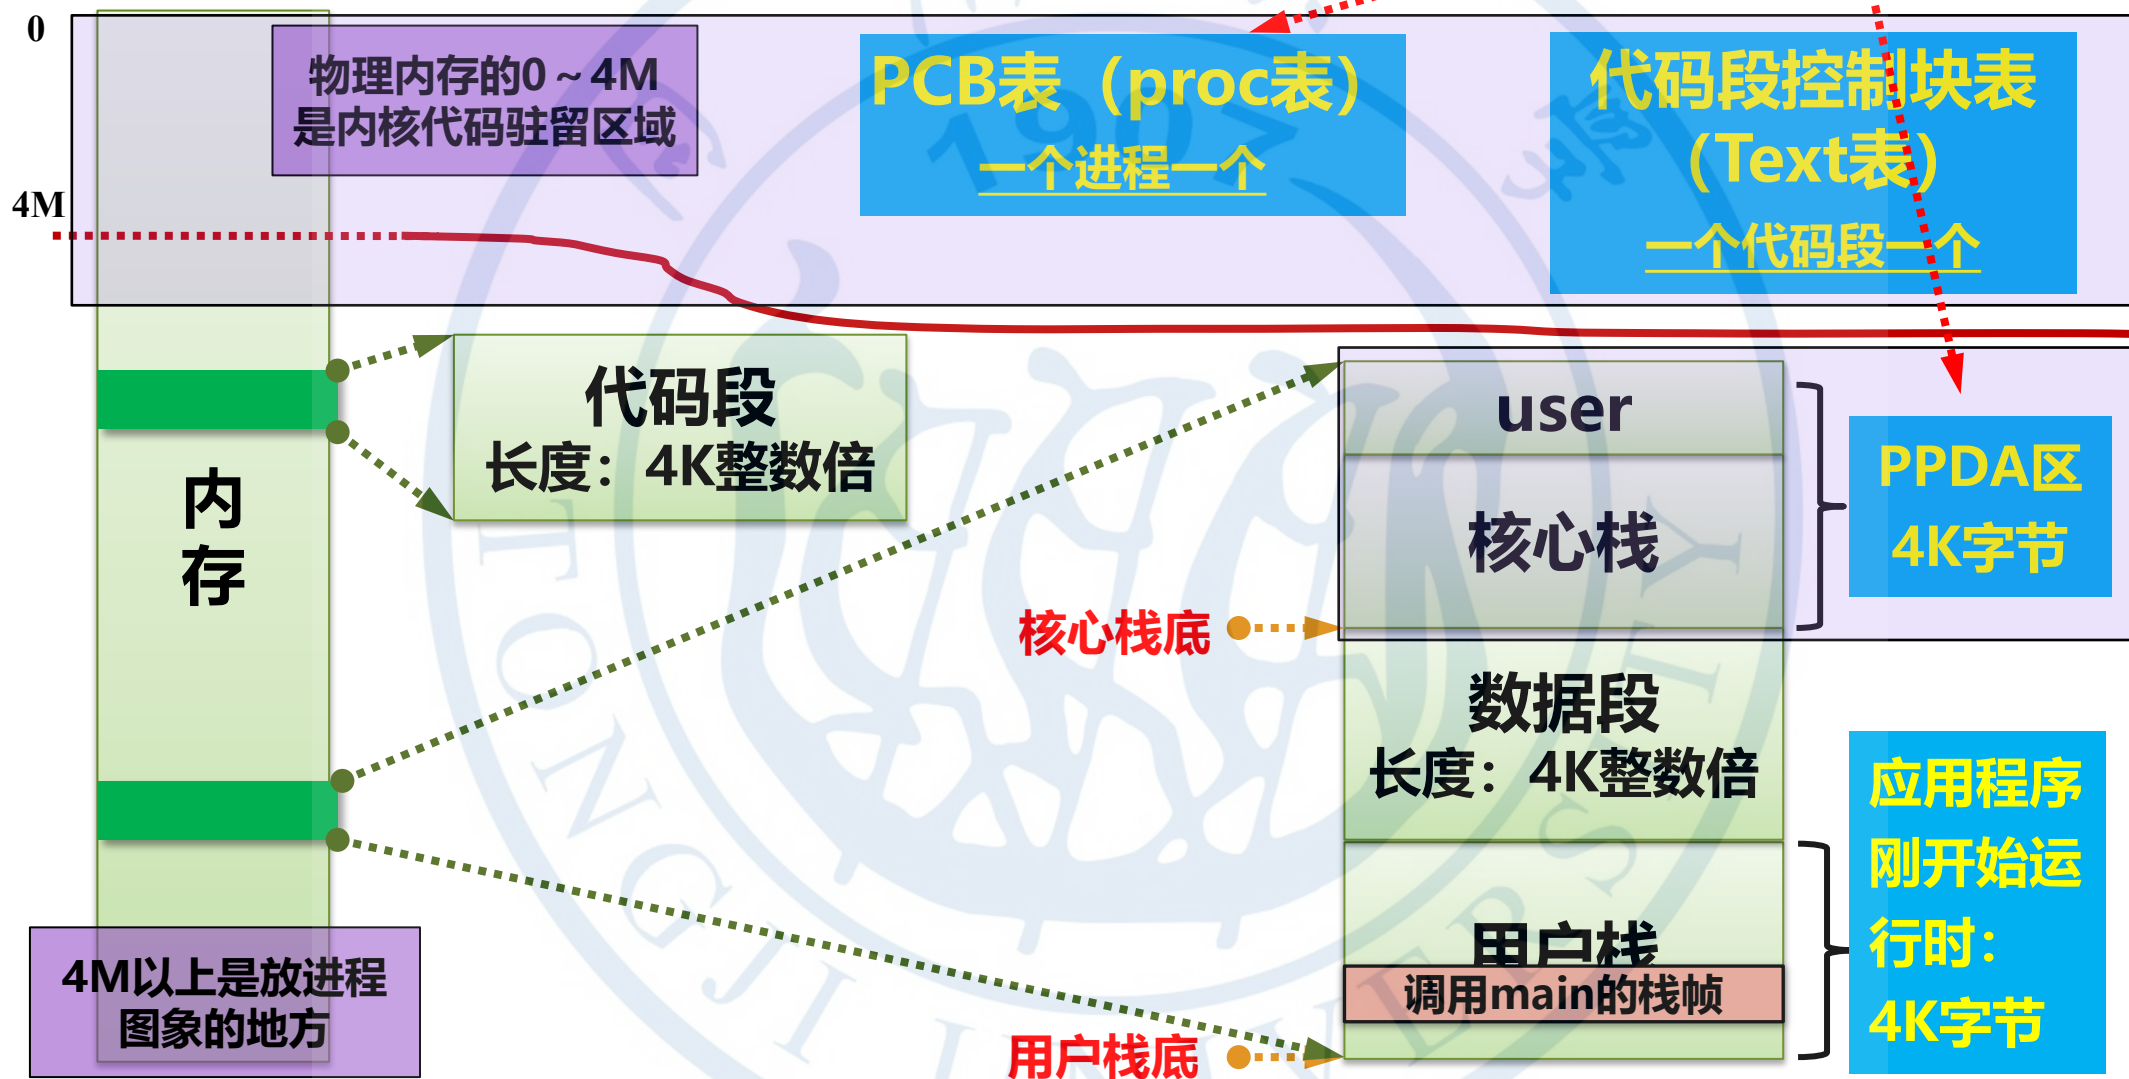 0
物理内存的0～4M
是内核代码驻留区域
PCB表（proc表）
一个进程一个
代码段控制块表
（Text表）
一个代码段一个
1907
4M
代码段
长度：4K整数倍
user
核心栈
PPDA区
4K字节
内
存
核心栈底
数据段
长度：4K整数倍
应用程序
刚开始运
行时：
4K字节
用户栈
调用main的栈帧
4M以上是放进程
图象的地方
用户栈底
TONGJI UNIVERSITY